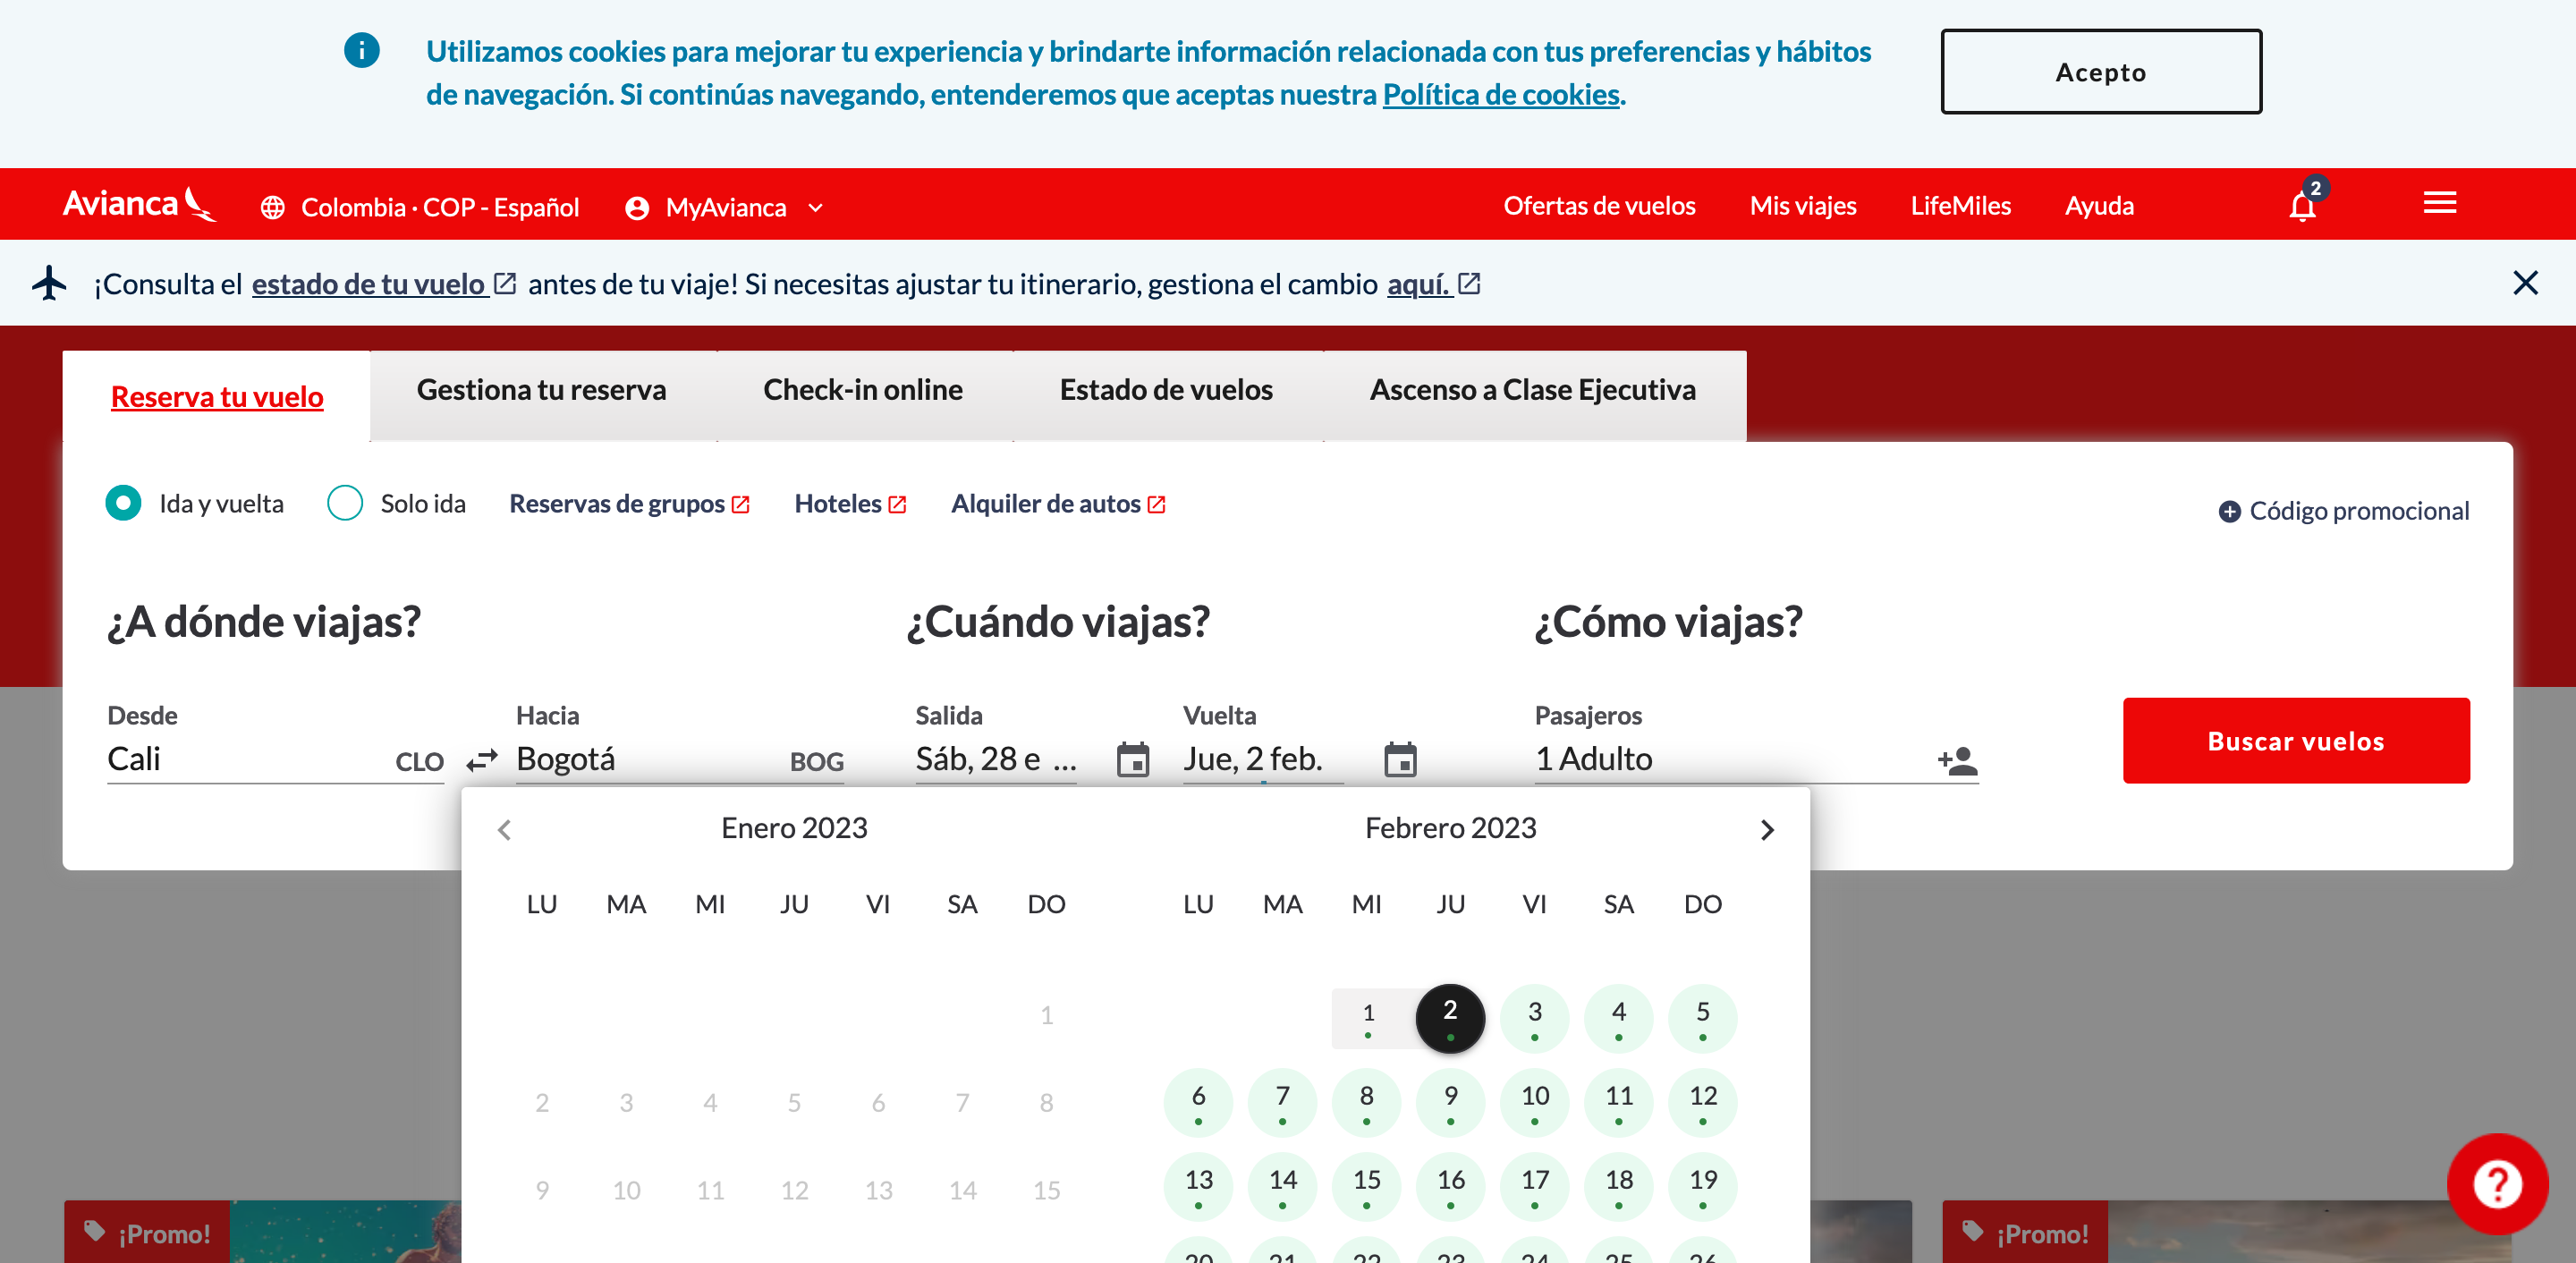 Utilizamos cookies para mejorar tu experiencia y brindarte información relacionada con tus preferencias y hábitos
de navegación. Si continúas navegando, entenderemos que aceptas nuestra Política de cookies.
Acepto
Avianca
Colombia · COP - Español
MyAvianca
Ofertas de vuelos
Mis viajes
LifeMiles
Ayuda
2
¡Consulta el estado de tu vuelo antes de tu viaje! Si necesitas ajustar tu itinerario, gestiona el cambio aquí.
Reserva tu vuelo
Gestiona tu reserva
Check-in online
Estado de vuelos
Ascenso a Clase Ejecutiva
Ida y vuelta
Solo ida
Reservas de grupos
Hoteles
Alquiler de autos
Código promocional
¿A dónde viajas?
¿Cuándo viajas?
¿Cómo viajas?
Desde
Cali CLO
Hacia
Bogotá BOG
Salida
Sáb, 28 e ...
Vuelta
Jue, 2 feb.
Pasajeros
1 Adulto
Buscar vuelos
Enero 2023
LU MA MI JU VI SA DO
1
2 3 4 5 6 7 8
9 10 11 12 13 14 15
Febrero 2023
LU MA MI JU VI SA DO
1 2 3 4 5
6 7 8 9 10 11 12
13 14 15 16 17 18 19
20 21 22 23 24 25 26
¡Promo!
¡Promo!
?